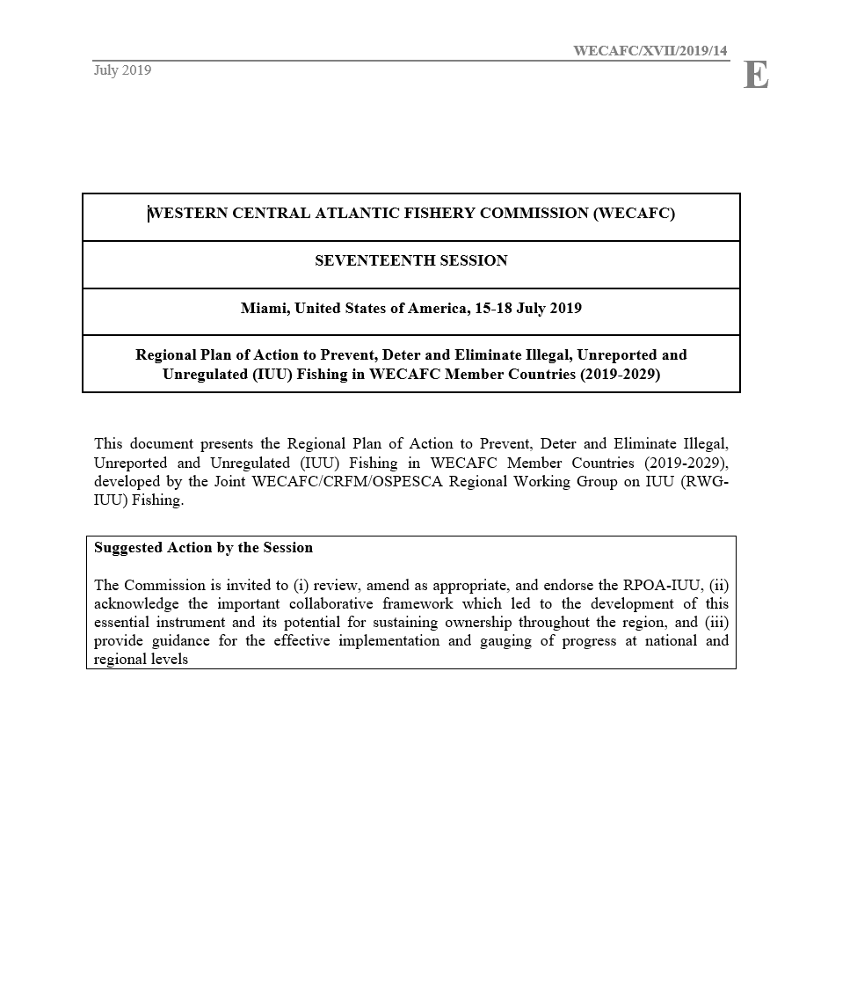 WECAFC/XVII/2019/14
July 2019
E
WESTERN CENTRAL ATLANTIC FISHERY COMMISSION (WECAFC)
SEVENTEENTH SESSION
Miami, United States of America, 15-18 July 2019
Regional Plan of Action to Prevent, Deter and Eliminate Illegal, Unreported and
Unregulated (IUU) Fishing in WECAFC Member Countries (2019-2029)
This document presents the Regional Plan of Action to Prevent, Deter and Eliminate Illegal,
Unreported and Unregulated (IUU) Fishing in WECAFC Member Countries (2019-2029),
developed by the Joint WECAFC/CRFM/OSPESCA Regional Working Group on IUU (RWG-
IUU) Fishing.
Suggested Action by the Session
The Commission is invited to (i) review, amend as appropriate, and endorse the RPOA-IUU, (ii)
acknowledge the important collaborative framework which led to the development of this
essential instrument and its potential for sustaining ownership throughout the region, and (iii)
provide guidance for the effective implementation and gauging of progress at national and
regional levels